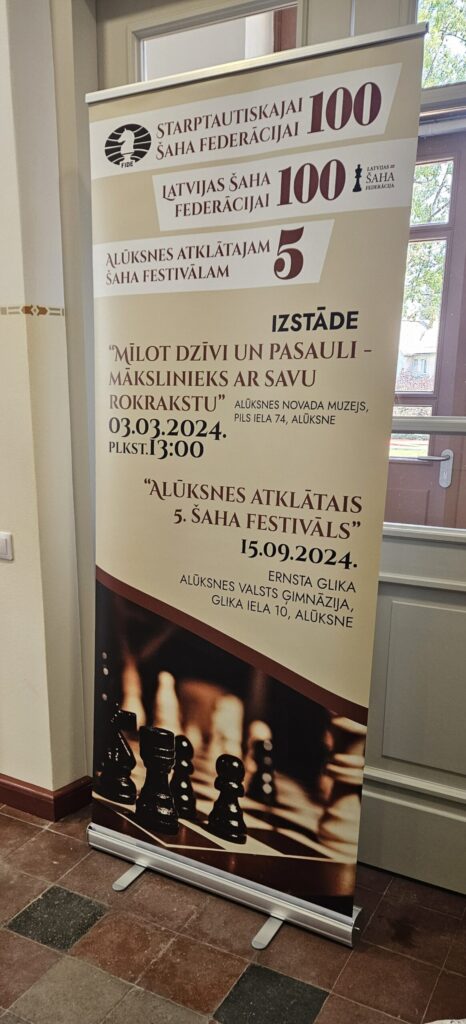 FIDE
STARPTAUTISKAJAI
ŠAHA FEDERĀCIJAI
100
LATVIJAS ŠAHA
FEDERĀCIJAI
100
LATVIJAS
ŠAHA
FEDERĀCIJA
ALŪKSNES ATKLĀTAJAM
ŠAHA FESTIVĀLAM
5
IZSTĀDE
“MĪLOT DZĪVI UN PASAULI -
MĀKSLINIEKS AR SAVU
ROKRAKSTU” ALŪKSNES NOVADA MUZEJS,
PILS IELA 74, ALŪKSNE
03.03.2024.
PLKST.13:00
“ALŪKSNES ATKLĀTAIS
5. ŠAHA FESTIVĀLS”
15.09.2024.
ERNSTA GLIKA
ALŪKSNES VALSTS ĢIMNĀZIJA,
GLIKA IELA 10, ALŪKSNE